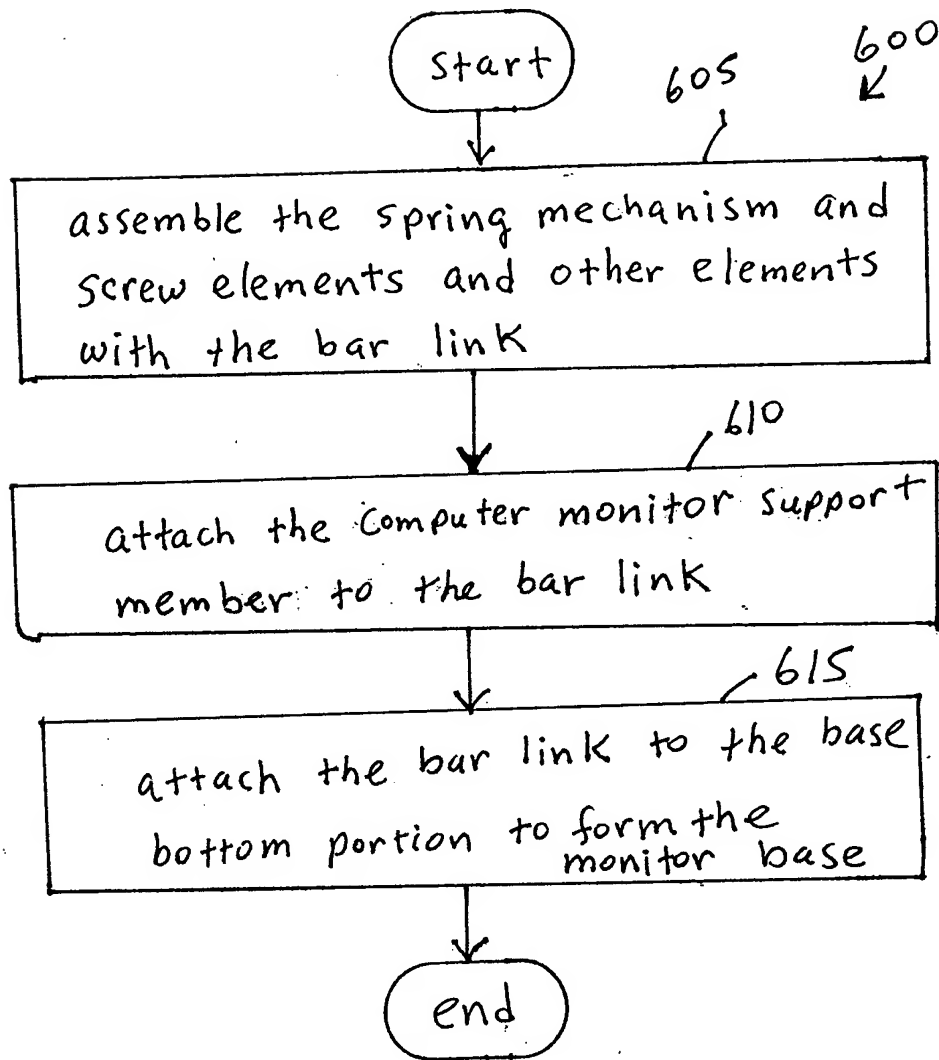 start
600
605
assemble the spring mechanism and
screw elements and other elements
with the bar link
610
attach the computer monitor support
member to the bar link
615
attach the bar link to the base
bottom portion to form the
monitor base
end